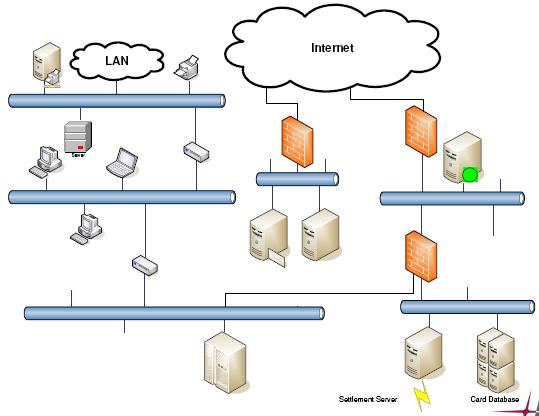 Internet
LAN
Server
Settlement Server
Card Database